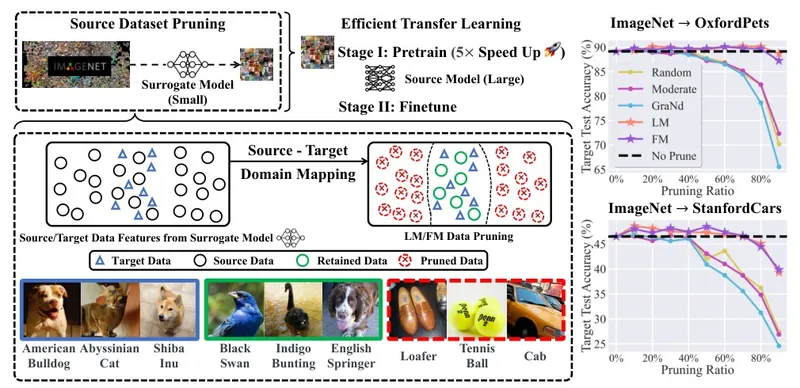 Source Dataset Pruning
IMAGENET
Surrogate Model
(Small)
Efficient Transfer Learning
Stage I: Pretrain (5× Speed Up 🚀)
Source Model (Large)
Stage II: Finetune
Source - Target
Domain Mapping
Source/Target Data Features from Surrogate Model
LM/FM Data Pruning
Target Data
Source Data
Retained Data
Pruned Data
American
Bulldog
Abyssinian
Cat
Shiba
Inu
Black
Swan
Indigo
Bunting
English
Springer
Loafer
Tennis
Ball
Cab
ImageNet → OxfordPets
Target Test Accuracy (%)
90
85
80
75
70
65
Random
Moderate
GraNd
LM
FM
No Prune
0%
20%
40%
60%
80%
Pruning Ratio
ImageNet → StanfordCars
Target Test Accuracy (%)
45
40
35
30
25
0%
20%
40%
60%
80%
Pruning Ratio